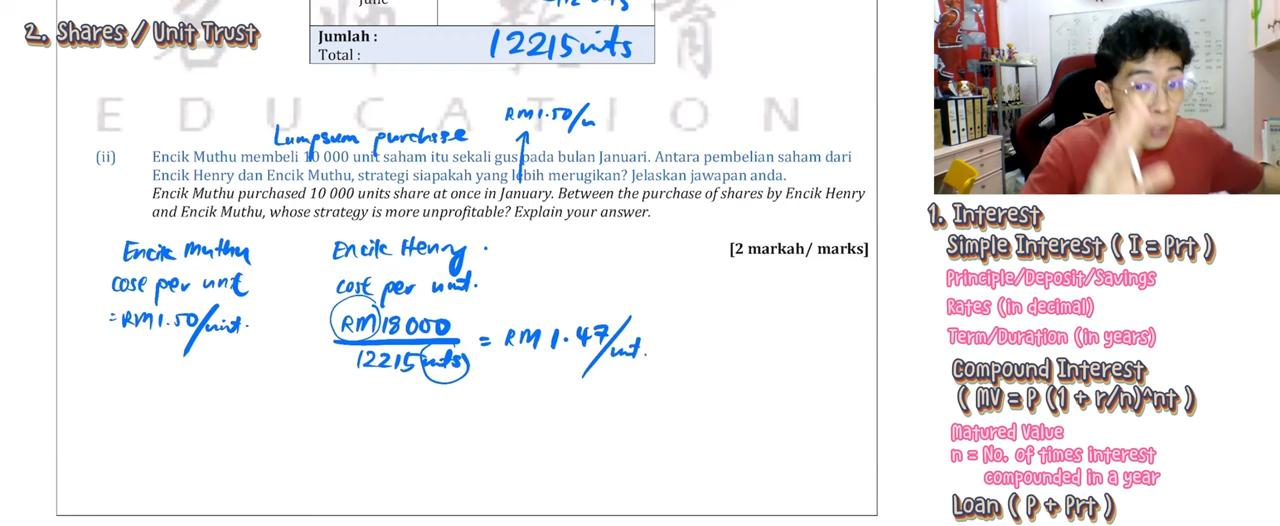 2. Shares / Unit Trust
June
Jumlah :
Total :
12215 units
名師教育
EDUCATION
RM1.50/u
Lumpsum purchase
(ii) Encik Muthu membeli 10 000 unit saham itu sekali gus pada bulan Januari. Antara pembelian saham dari
Encik Henry dan Encik Muthu, strategi siapakah yang lebih merugikan? Jelaskan jawapan anda.
Encik Muthu purchased 10 000 units share at once in January. Between the purchase of shares by Encik Henry
and Encik Muthu, whose strategy is more unprofitable? Explain your answer.
[2 markah/ marks]
Encik Muthu
cost per unit
= RM1.50/unit.
Encik Henry
cost per unit.
RM 18000
12215 units
= RM 1.47/unit.
1. Interest
Simple Interest ( I = Prt )
Principle/Deposit/Savings
Rates (in decimal)
Term/Duration (in years)
Compound Interest
( MV = P (1 + r/n)^nt )
Matured Value
n = No. of times interest
compounded in a year
Loan ( P + Prt )